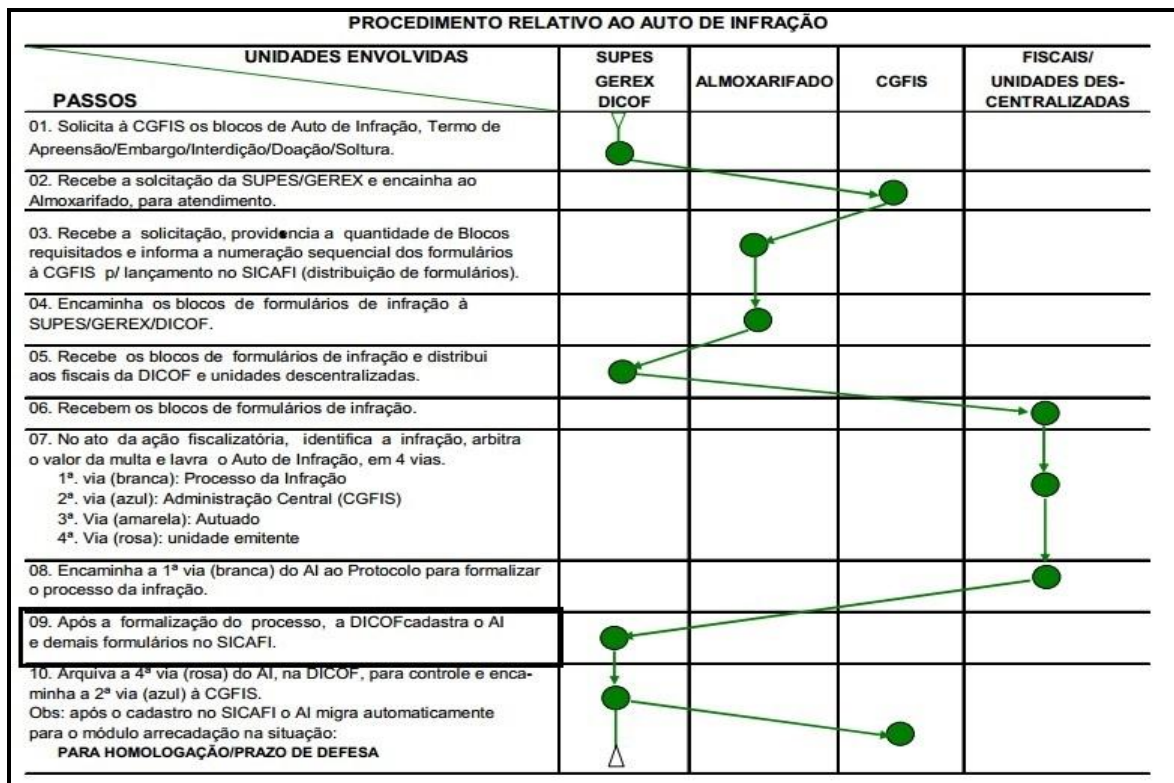 PROCEDIMENTO RELATIVO AO AUTO DE INFRAÇÃO
UNIDADES ENVOLVIDAS
PASSOS
SUPES
GEREX
DICOF
ALMOXARIFADO
CGFIS
FISCAIS/
UNIDADES DES-
CENTRALIZADAS
01. Solicita à CGFIS os blocos de Auto de Infração, Termo de
Apreensão/Embargo/Interdição/Doação/Soltura.
02. Recebe a solcitação da SUPES/GEREX e encainha ao
Almoxarifado, para atendimento.
03. Recebe a solicitação, providencia a quantidade de Blocos
requisitados e informa a numeração sequencial dos formulários
à CGFIS p/ lançamento no SICAFI (distribuição de formulários).
04. Encaminha os blocos de formulários de infração à
SUPES/GEREX/DICOF.
05. Recebe os blocos de formulários de infração e distribui
aos fiscais da DICOF e unidades descentralizadas.
06. Recebem os blocos de formulários de infração.
07. No ato da ação fiscalizatória, identifica a infração, arbitra
o valor da multa e lavra o Auto de Infração, em 4 vias.
1ª. via (branca): Processo da Infração
2ª. via (azul): Administração Central (CGFIS)
3ª. Via (amarela): Autuado
4ª. Via (rosa): unidade emitente
08. Encaminha a 1ª via (branca) do AI ao Protocolo para formalizar
o processo da infração.
09. Após a formalização do processo, a DICOFcadastra o AI
e demais formulários no SICAFI.
10. Arquiva a 4ª via (rosa) do AI, na DICOF, para controle e enca-
minha a 2ª via (azul) à CGFIS.
Obs: após o cadastro no SICAFI o AI migra automaticamente
para o módulo arrecadação na situação:
PARA HOMOLOGAÇÃO/PRAZO DE DEFESA